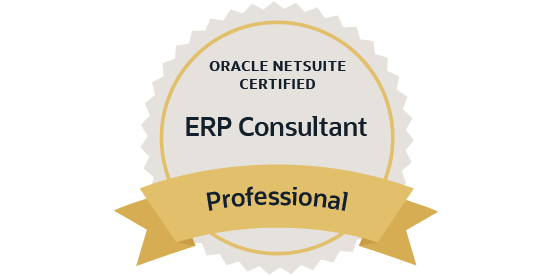 ORACLE NETSUITE
CERTIFIED
ERP Consultant
Professional